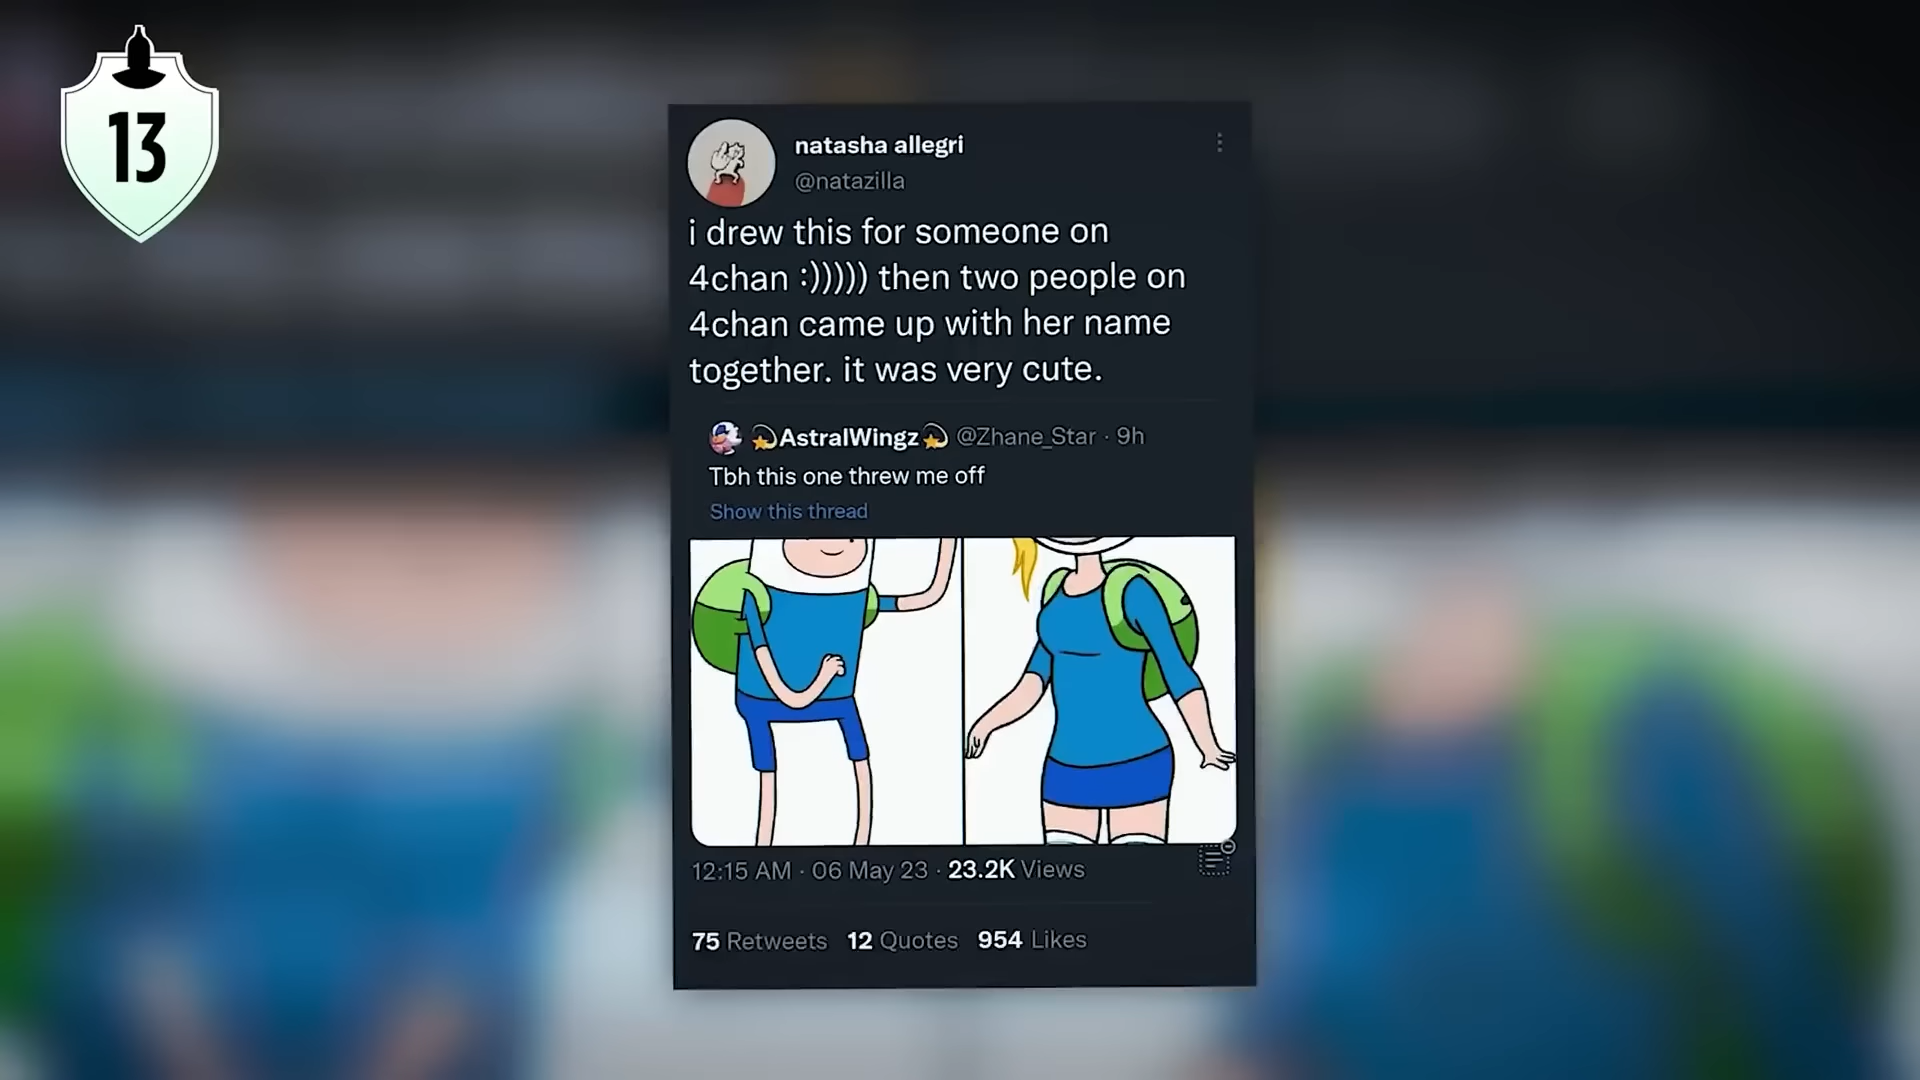 13
natasha allegri
@natazilla
i drew this for someone on
4chan :))))) then two people on
4chan came up with her name
together. it was very cute.
💫AstralWingz💫 @Zhane_Star · 9h
Tbh this one threw me off
Show this thread
12:15 AM · 06 May 23 · 23.2K Views
75 Retweets 12 Quotes 954 Likes